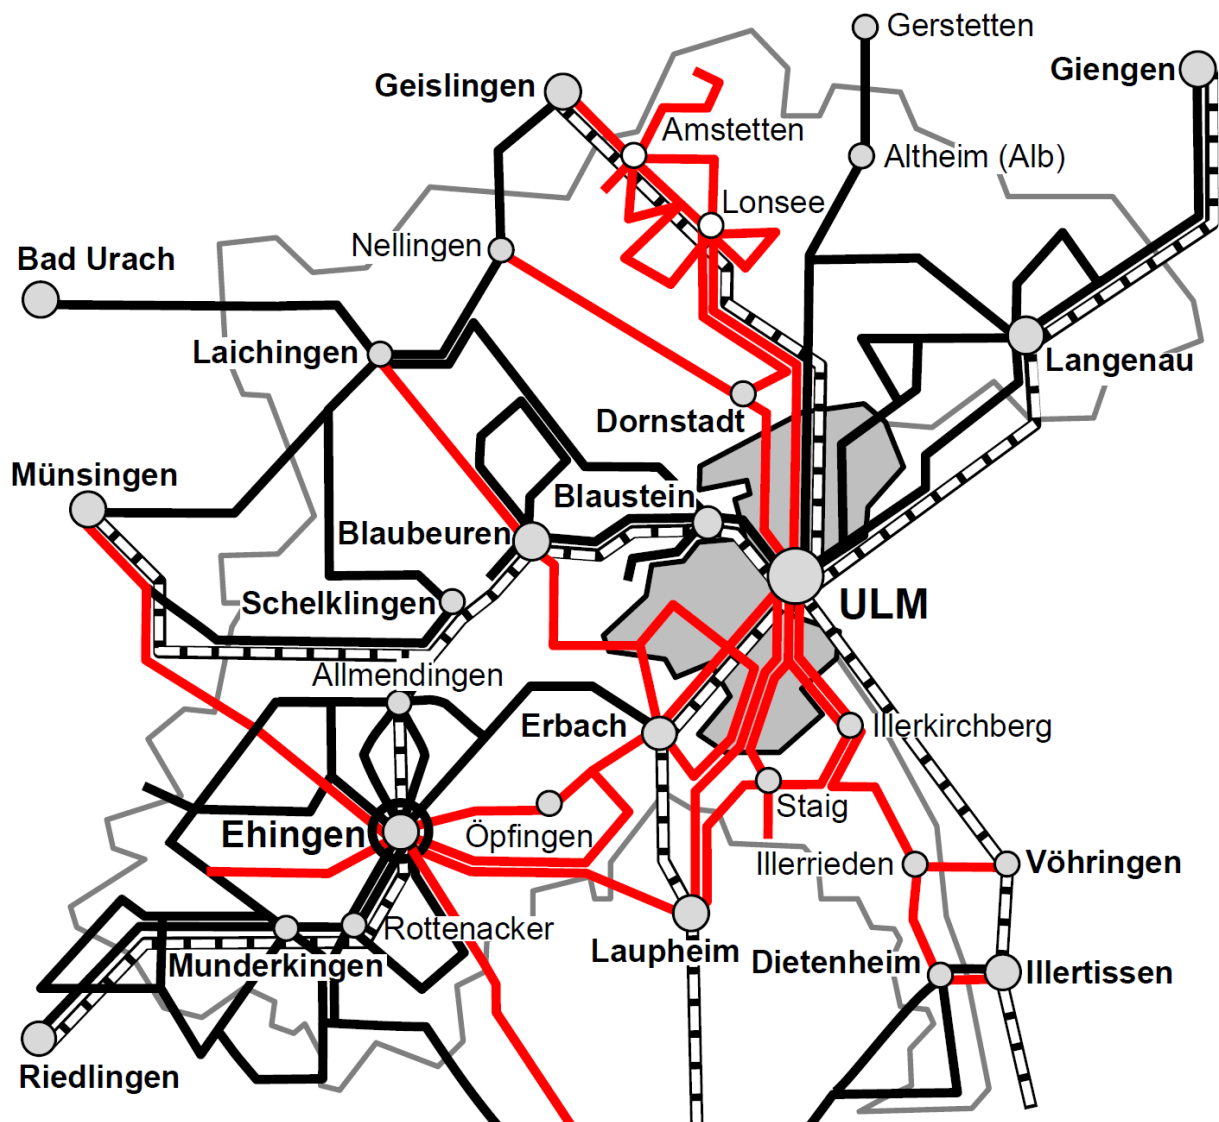 Gerstetten
Giengen
Geislingen
Amstetten
Altheim (Alb)
Lonsee
Nellingen
Bad Urach
Laichingen
Langenau
Dornstadt
Münsingen
Blaustein
Blaubeuren
Schelklingen
ULM
Allmendingen
Erbach
Illerkirchberg
Staig
Ehingen
Öpfingen
Illerrieden
Vöhringen
Rottenacker
Laupheim
Munderkingen
Dietenheim
Illertissen
Riedlingen